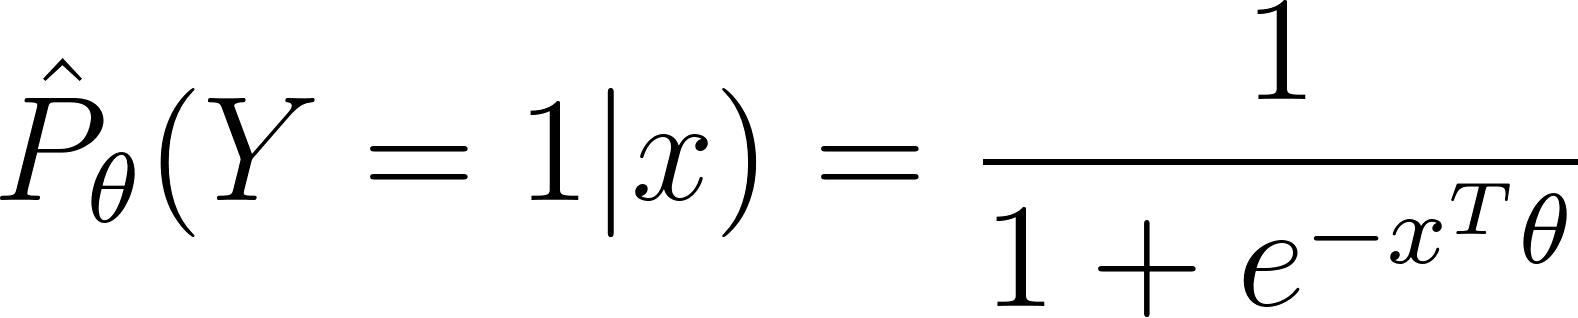 P̂_θ(Y = 1|x) = 1 / (1 + e^{−x^T θ})